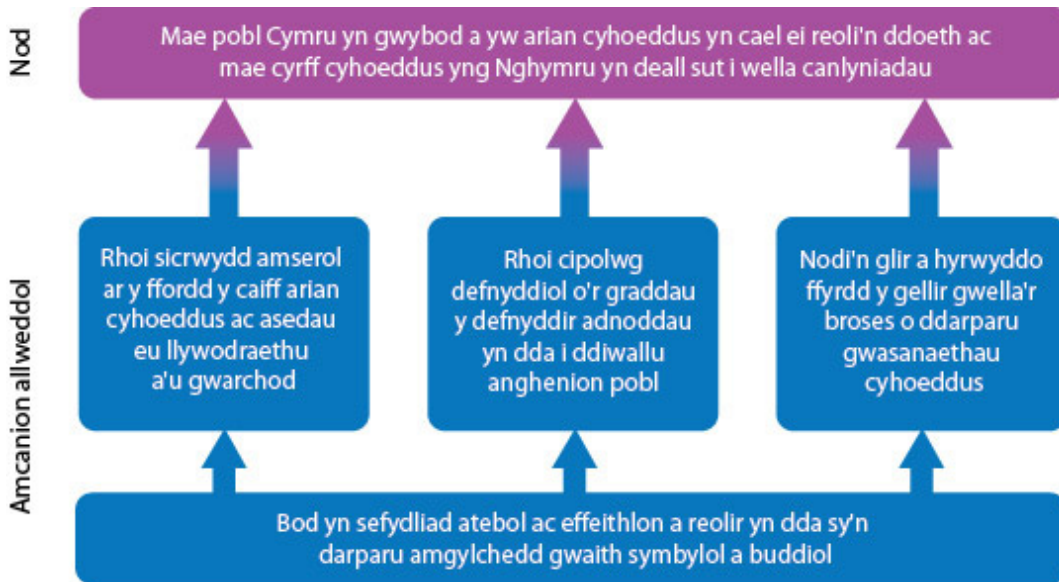 Nod
Mae pobl Cymru yn gwybod a yw arian cyhoeddus yn cael ei reoli'n ddoeth ac
mae cyrff cyhoeddus yng Nghymru yn deall sut i wella canlyniadau
Amcanion allweddol
Rhoi sicrwydd amserol
ar y ffordd y caiff arian
cyhoeddus ac asedau
eu llywodraethu
a'u gwarchod
Rhoi cipolwg
defnyddiol o'r graddau
y defnyddir adnoddau
yn dda i ddiwallu
anghenion pobl
Nodi'n glir a hyrwyddo
ffyrdd y gellir gwella'r
broses o ddarparu
gwasanaethau
cyhoeddus
Bod yn sefydliad atebol ac effeithlon a reolir yn dda sy'n
darparu amgylchedd gwaith symbylol a buddiol